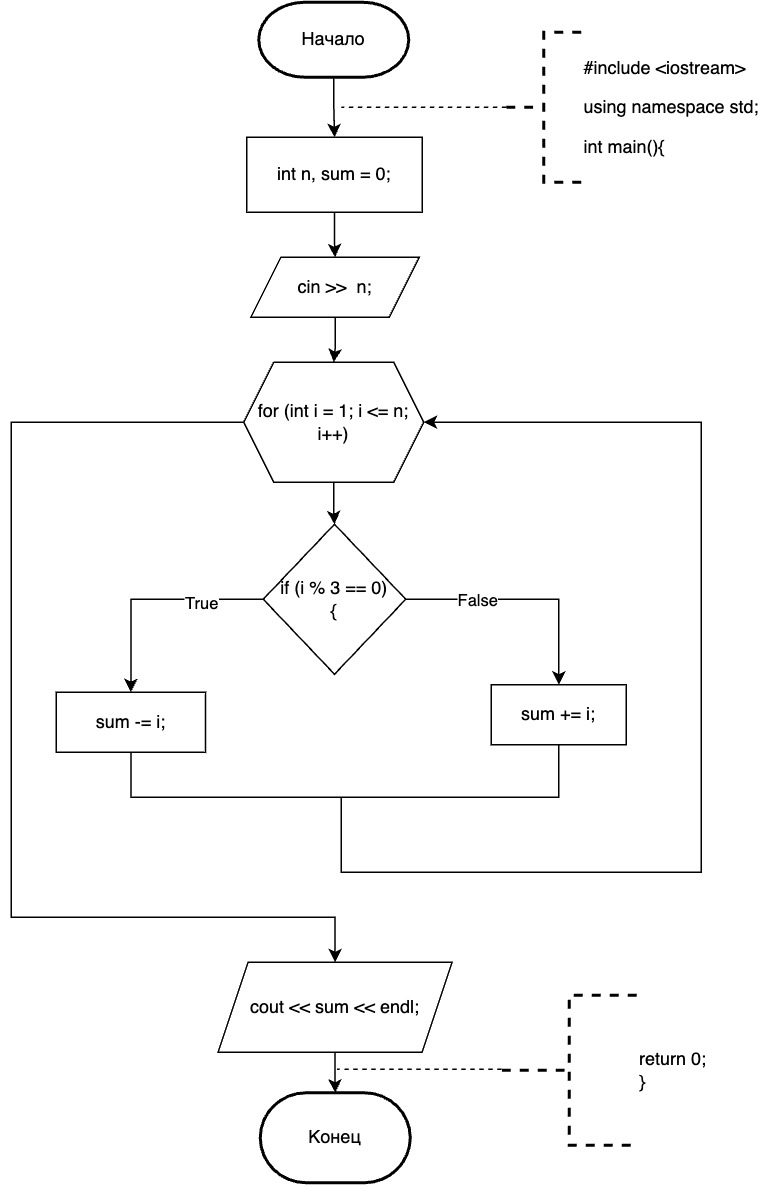 Начало
#include <iostream>
using namespace std;
int main(){
int n, sum = 0;
cin >> n;
for (int i = 1; i <= n;
i++)
if (i % 3 == 0)
{
True
False
sum -= i;
sum += i;
cout << sum << endl;
return 0;
}
Конец